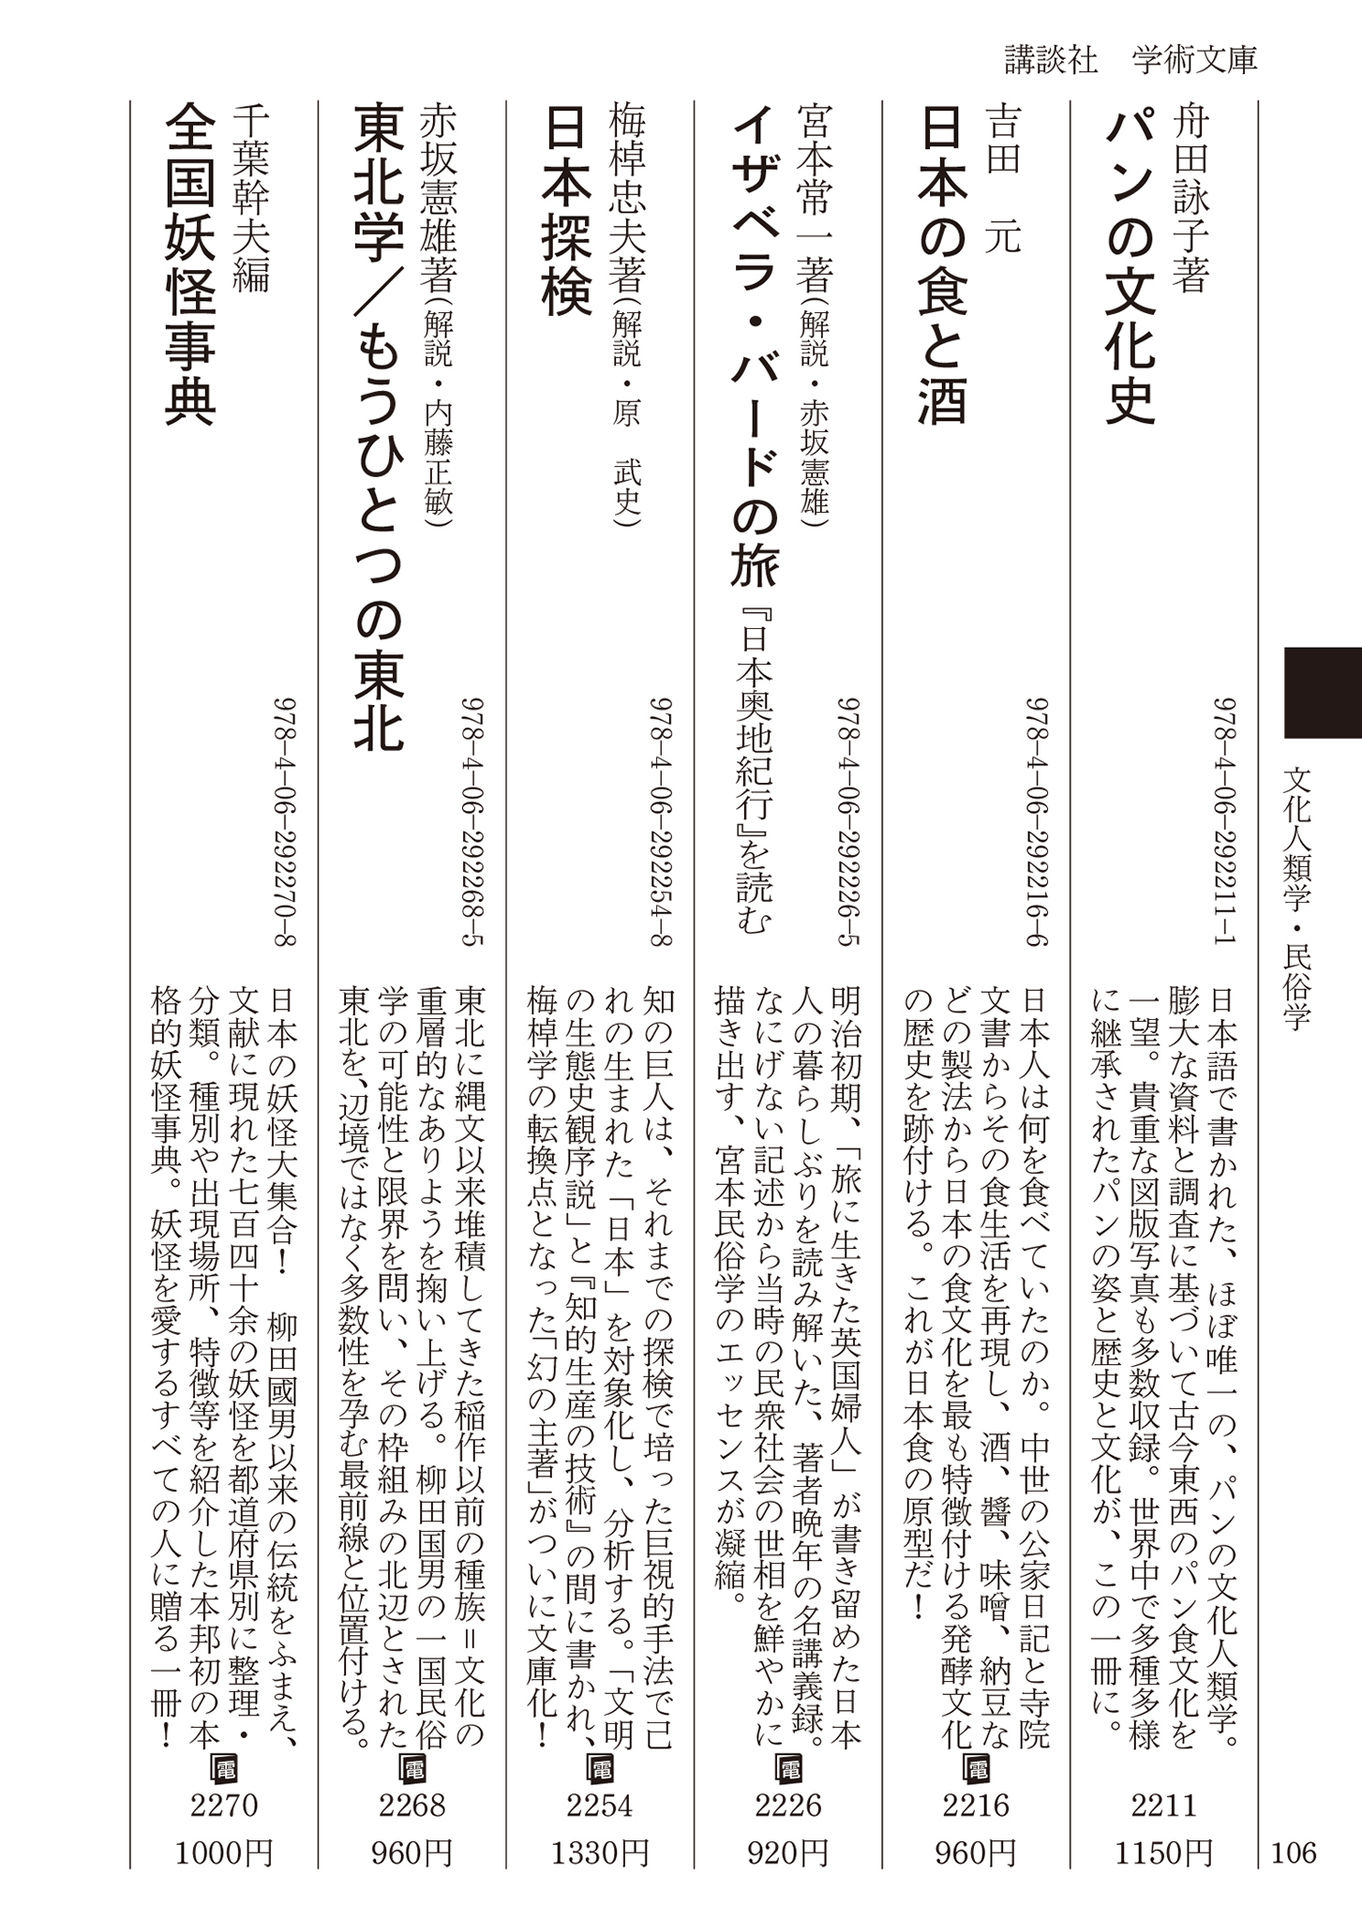 講談社　学術文庫
文化人類学・民俗学
106
舟田詠子著
パンの文化史
978-4-06-292211-1
日本語で書かれた、ほぼ唯一の、パンの文化人類学。
膨大な資料と調査に基づいて古今東西のパン食文化を
一望。貴重な図版写真も多数収録。世界中で多種多様
に継承されたパンの姿と歴史と文化が、この一冊に。
2211
1150円
吉田　元
日本の食と酒
978-4-06-292216-6
日本人は何を食べていたのか。中世の公家日記と寺院
文書からその食生活を再現し、酒、醬、味噌、納豆な
どの製法から日本の食文化を最も特徴付ける発酵文化
の歴史を跡付ける。これが日本食の原型だ！
電
2216
960円
宮本常一著（解説・赤坂憲雄）
イザベラ・バードの旅『日本奥地紀行』を読む
978-4-06-292226-5
明治初期、「旅に生きた英国婦人」が書き留めた日本
人の暮らしぶりを読み解いた、著者晩年の名講義録。
なにげない記述から当時の民衆社会の世相を鮮やかに
描き出す、宮本民俗学のエッセンスが凝縮。
電
2226
920円
梅棹忠夫著（解説・原　武史）
日本探検
978-4-06-292254-8
知の巨人は、それまでの探検で培った巨視的手法で己
れの生まれた「日本」を対象化し、分析する。「文明
の生態史観序説」と『知的生産の技術』の間に書かれ、
梅棹学の転換点となった「幻の主著」がついに文庫化！
電
2254
1330円
赤坂憲雄著（解説・内藤正敏）
東北学／もうひとつの東北
978-4-06-292268-5
東北に縄文以来堆積してきた稲作以前の種族＝文化の
重層的なありようを掬い上げる。柳田国男の一国民俗
学の可能性と限界を問い、その枠組みの北辺とされた
東北を、辺境ではなく多数性を孕む最前線と位置付ける。
電
2268
960円
千葉幹夫編
全国妖怪事典
978-4-06-292270-8
日本の妖怪大集合！　柳田國男以来の伝統をふまえ、
文献に現れた七百四十余の妖怪を都道府県別に整理・
分類。種別や出現場所、特徴等を紹介した本邦初の本
格的妖怪事典。妖怪を愛するすべての人に贈る一冊！
電
2270
1000円